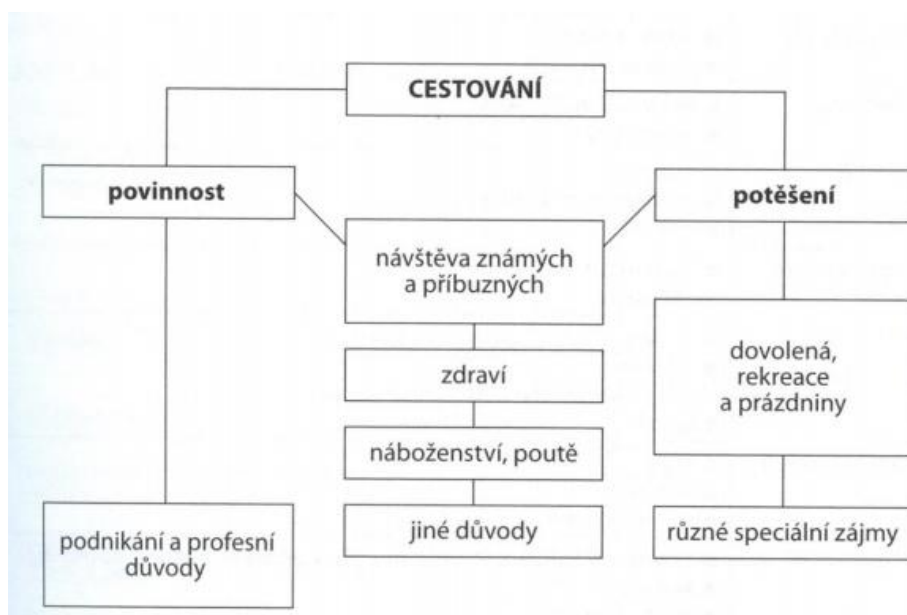 CESTOVÁNÍ
povinnost
potěšení
návštěva známých
a příbuzných
zdraví
náboženství, poutě
jiné důvody
dovolená,
rekreace
a prázdniny
různé speciální zájmy
podnikání a profesní
důvody